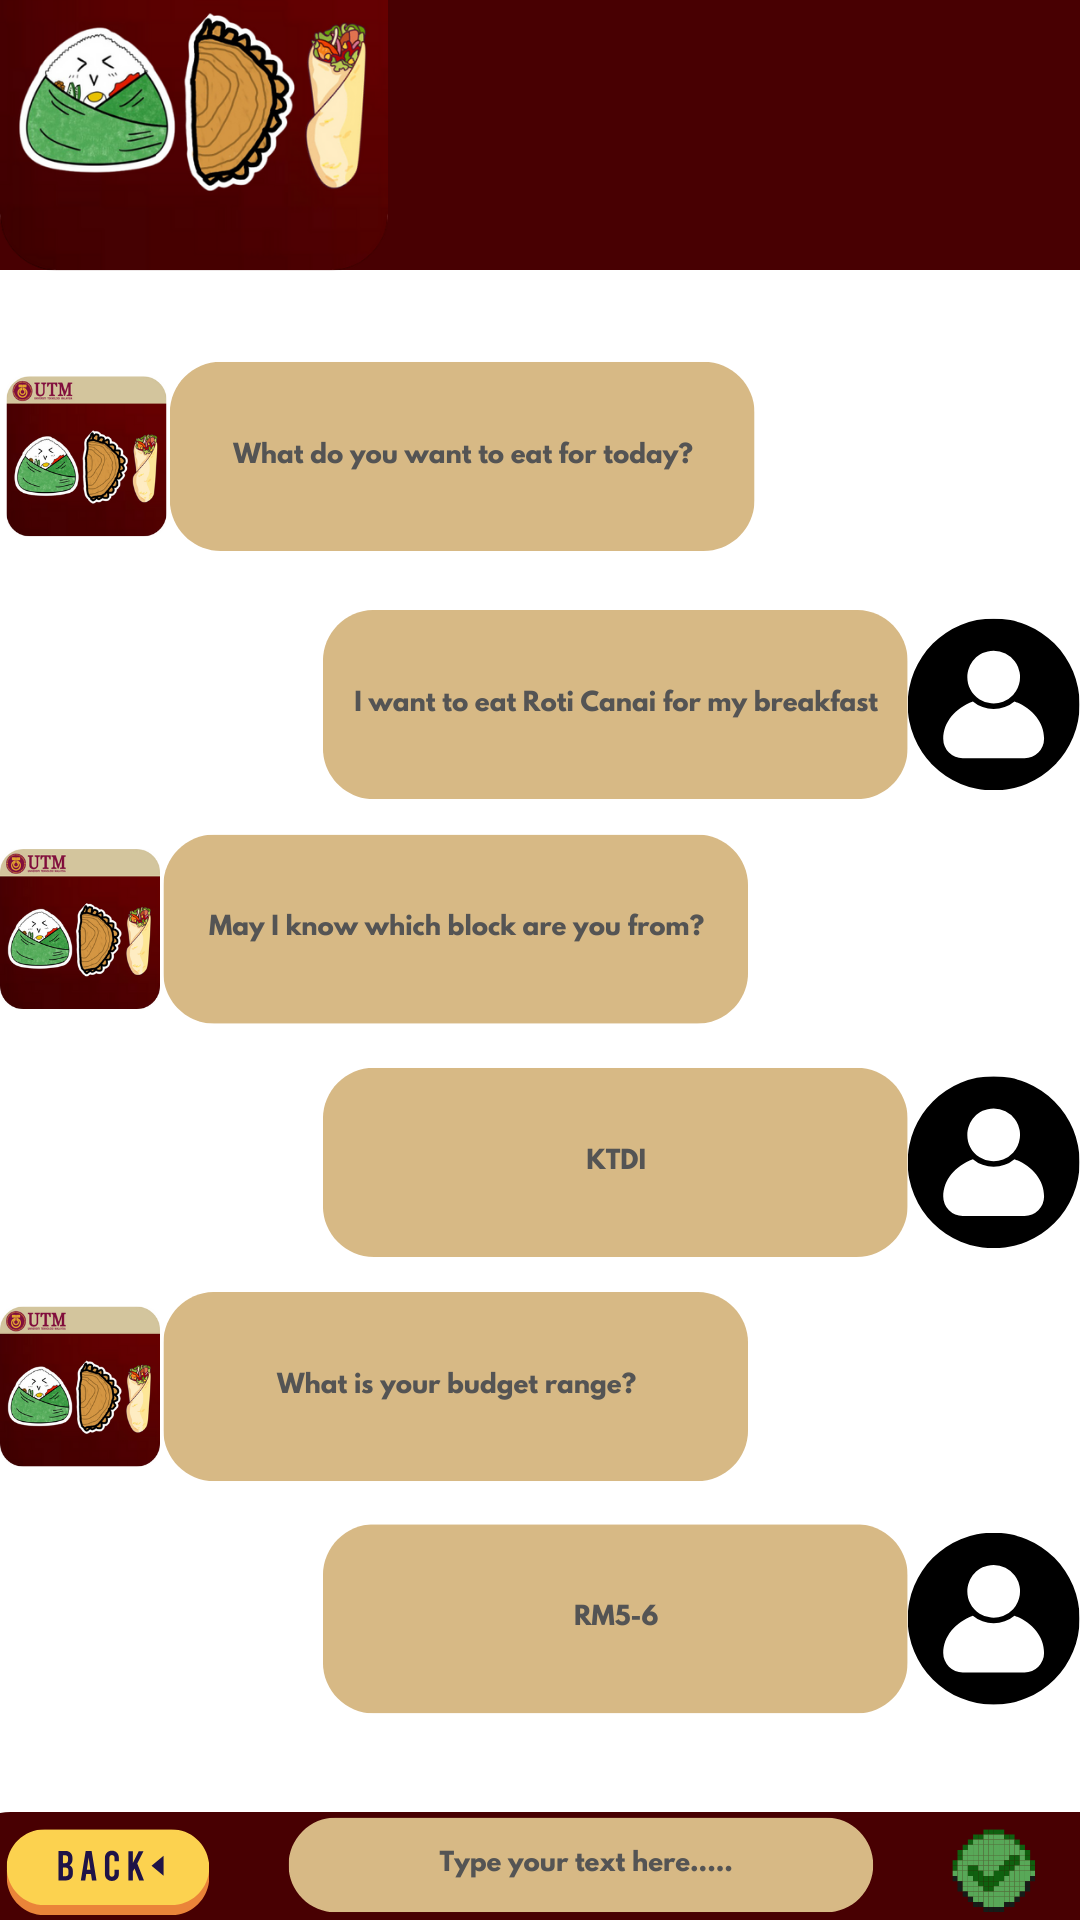 UTM
What do you want to eat for today?
I want to eat Roti Canai for my breakfast
UTM
May I know which block are you from?
KTDI
UTM
What is your budget range?
RM5-6
BACK
Type your text here.....